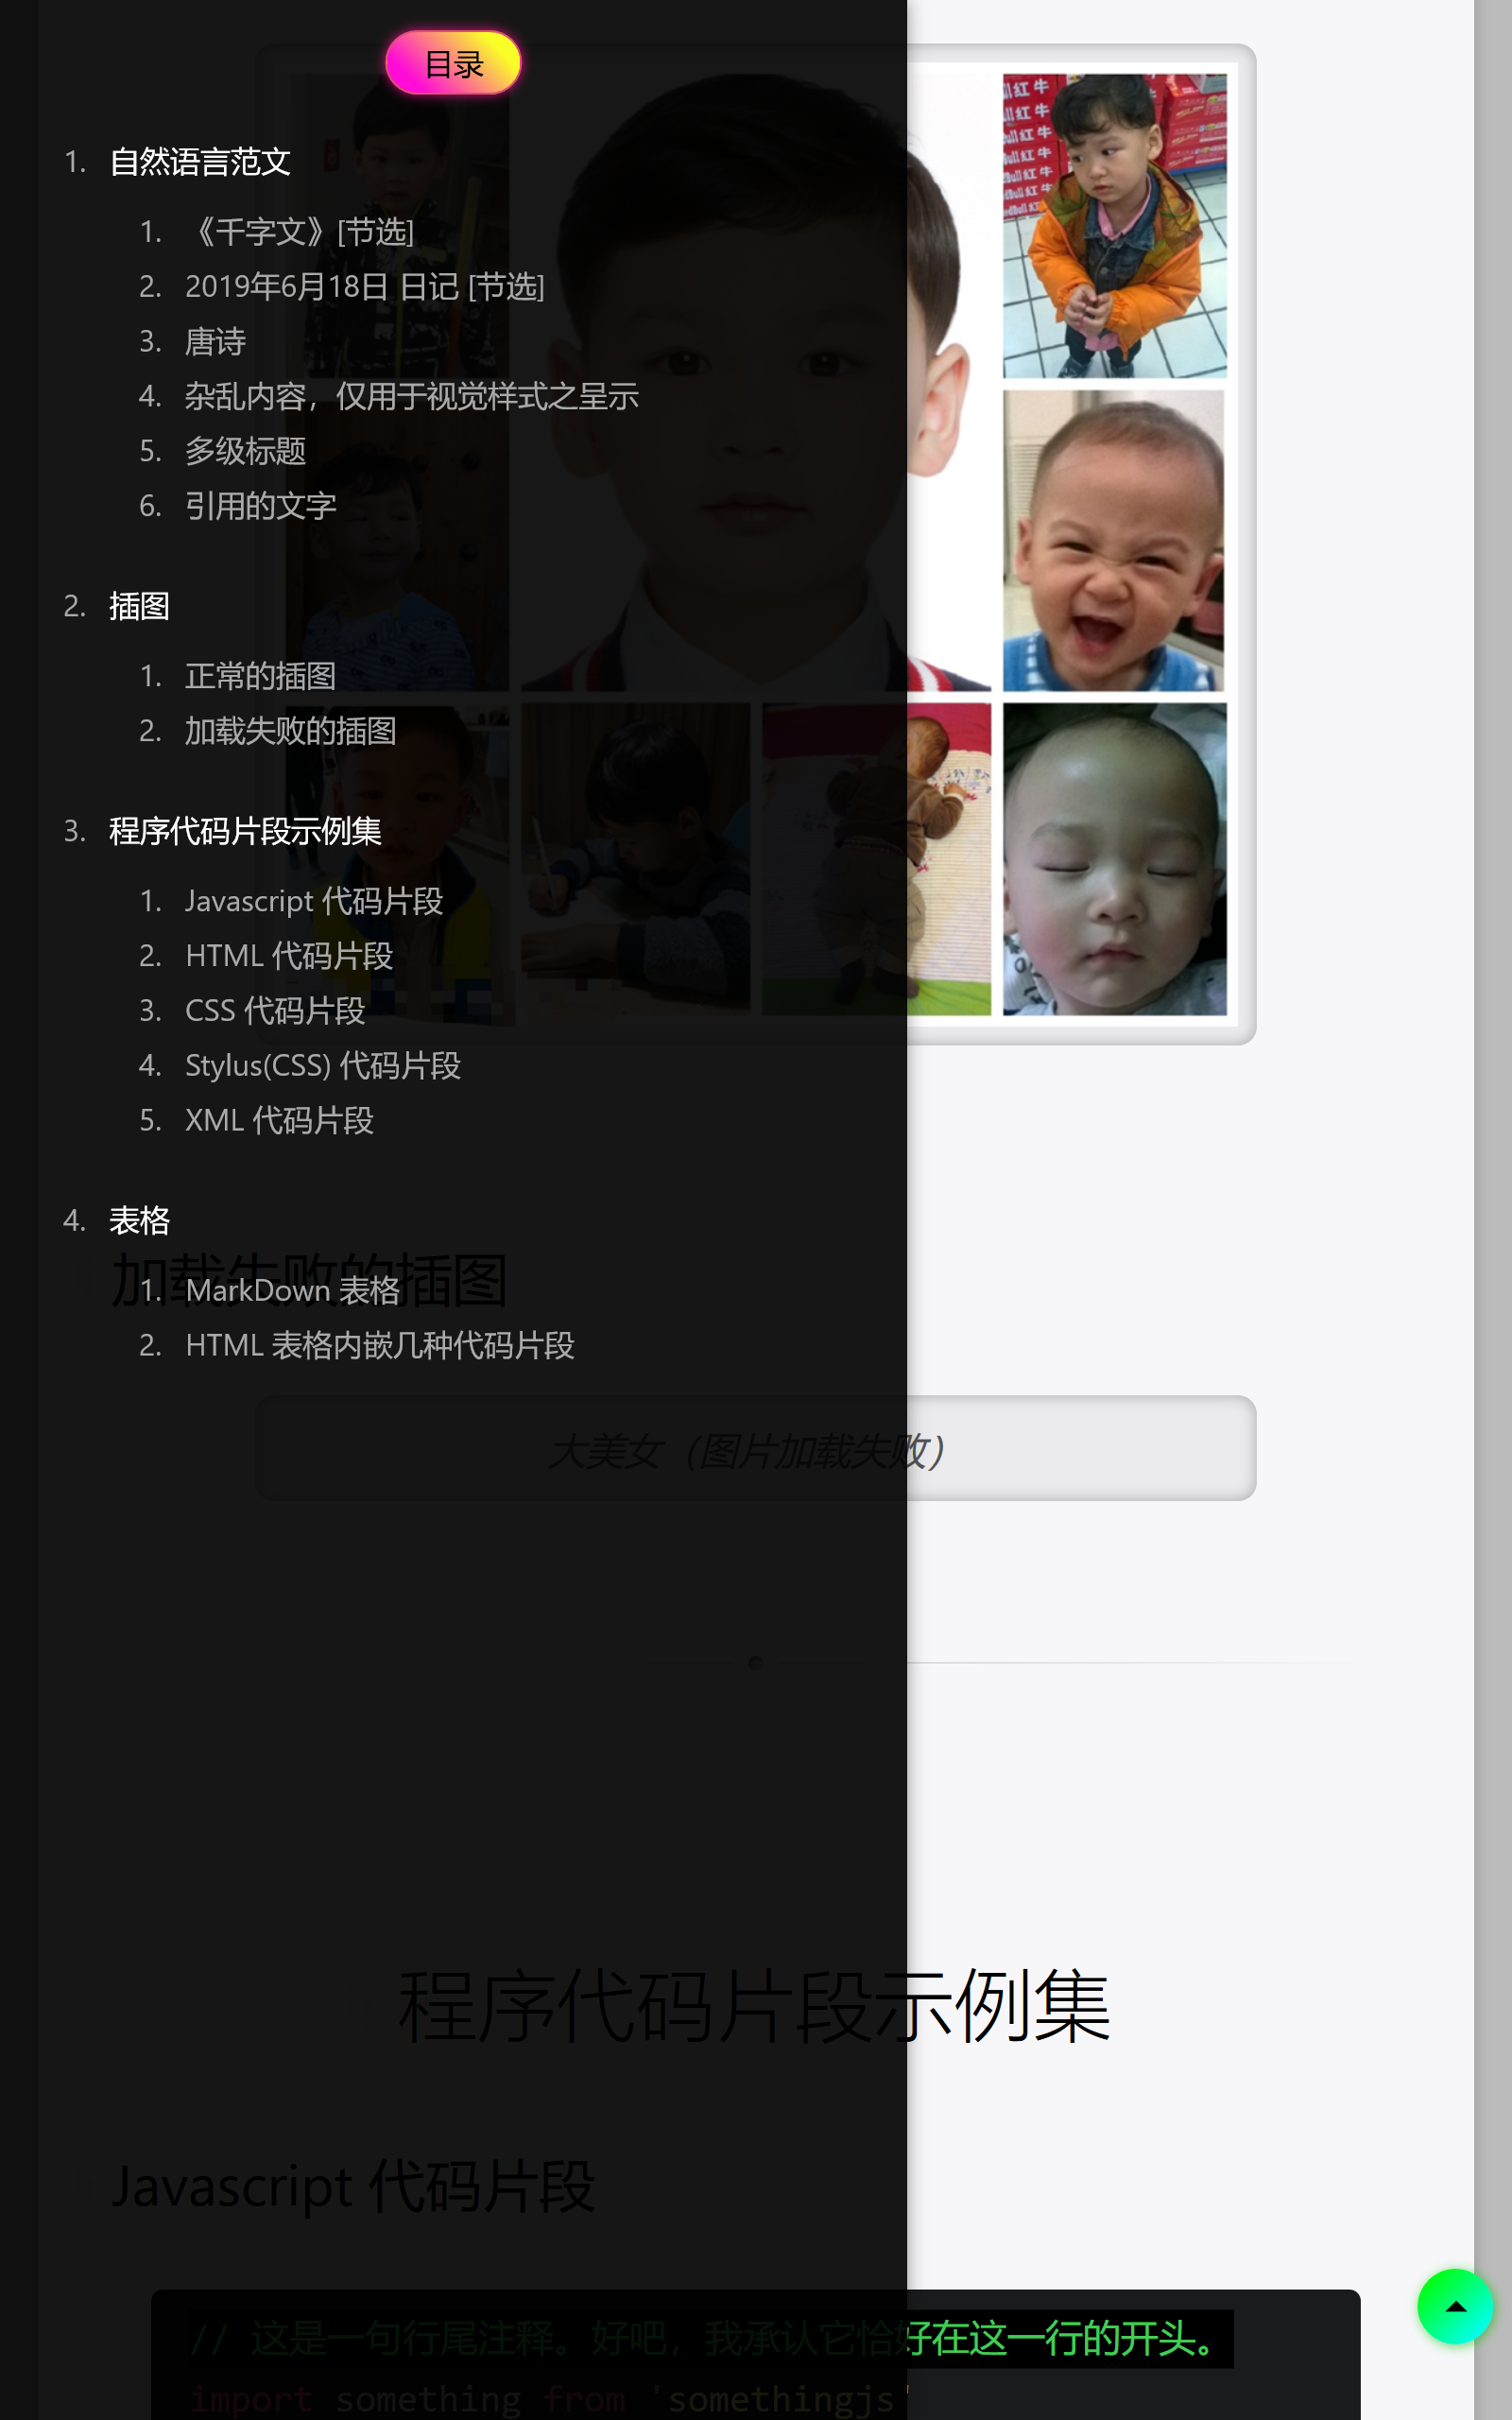 目录
1. 自然语言范文
1. 《千字文》[节选]
2. 2019年6月18日 日记 [节选]
3. 唐诗
4. 杂乱内容，仅用于视觉样式之呈示
5. 多级标题
6. 引用的文字
2. 插图
1. 正常的插图
2. 加载失败的插图
3. 程序代码片段示例集
1. Javascript 代码片段
2. HTML 代码片段
3. CSS 代码片段
4. Stylus(CSS) 代码片段
5. XML 代码片段
4. 表格
加载失败的插图
1. MarkDown 表格
2. HTML 表格内嵌几种代码片段
大美女（图片加载失败）
程序代码片段示例集
Javascript 代码片段
// 这是一句行尾注释。好吧，我承认它恰好在这一行的开头。
import something from 'somethingjs'